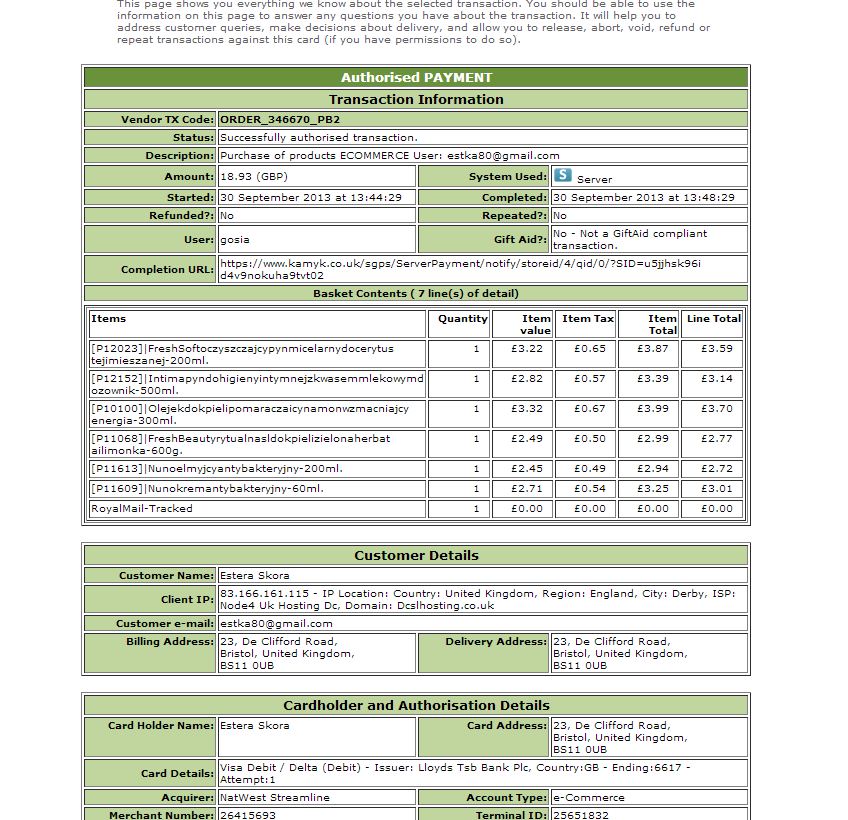 This page shows you everything we know about the selected transaction. You should be able to use the
information on this page to answer any questions you have about the transaction. It will help you to
address customer queries, make decisions about delivery, and allow you to release, abort, void, refund or
repeat transactions against this card (if you have permissions to do so).
Authorised PAYMENT
Transaction Information
Vendor TX Code: ORDER_346670_PB2
Status: Successfully authorised transaction.
Description: Purchase of products ECOMMERCE User: estka80@gmail.com
Amount: 18.93 (GBP) System Used: S Server
Started: 30 September 2013 at 13:44:29 Completed: 30 September 2013 at 13:48:29
Refunded?: No Repeated?: No
User: gosia Gift Aid?: No - Not a GiftAid compliant
transaction.
Completion URL: https://www.kamyk.co.uk/sgps/ServerPayment/notify/storeid/4/qid/0/?SID=u5jjhsk96i
d4v9nokuha9tvt02
Basket Contents ( 7 line(s) of detail)
Items Quantity Item value Item Tax Item Total Line Total
[P12023]|FreshSoftoczyszczajcypynmicelarnydocerytus
tejimieszanej-200ml. 1 £3.22 £0.65 £3.87 £3.59
[P12152]|Intimapyndohigienyintymnejzkwasemmlekowymd
ozownik-500ml. 1 £2.82 £0.57 £3.39 £3.14
[P10100]|Olejekdokpielipomaraczaicynamonwzmacniajcy
energia-300ml. 1 £3.32 £0.67 £3.99 £3.70
[P11068]|FreshBeautyrytualnasldokpielizielonaherbat
ailimonka-600g. 1 £2.49 £0.50 £2.99 £2.77
[P11613]|Nunoelmyjcyantybakteryjny-200ml. 1 £2.45 £0.49 £2.94 £2.72
[P11609]|Nunokremantybakteryjny-60ml. 1 £2.71 £0.54 £3.25 £3.01
RoyalMail-Tracked 1 £0.00 £0.00 £0.00 £0.00
Customer Details
Customer Name: Estera Skora
Client IP: 83.166.161.115 - IP Location: Country: United Kingdom, Region: England, City: Derby, ISP:
Node4 Uk Hosting Dc, Domain: Dcslhosting.co.uk
Customer e-mail: estka80@gmail.com
Billing Address: 23, De Clifford Road, Delivery Address: 23, De Clifford Road,
Bristol, United Kingdom, Bristol, United Kingdom,
BS11 0UB BS11 0UB
Cardholder and Authorisation Details
Card Holder Name: Estera Skora Card Address: 23, De Clifford Road,
Bristol, United Kingdom,
BS11 0UB
Card Details: Visa Debit / Delta (Debit) - Issuer: Lloyds Tsb Bank Plc, Country:GB - Ending:6617 -
Attempt:1
Acquirer: NatWest Streamline Account Type: e-Commerce
Merchant Number: 26415693 Terminal ID: 25651832